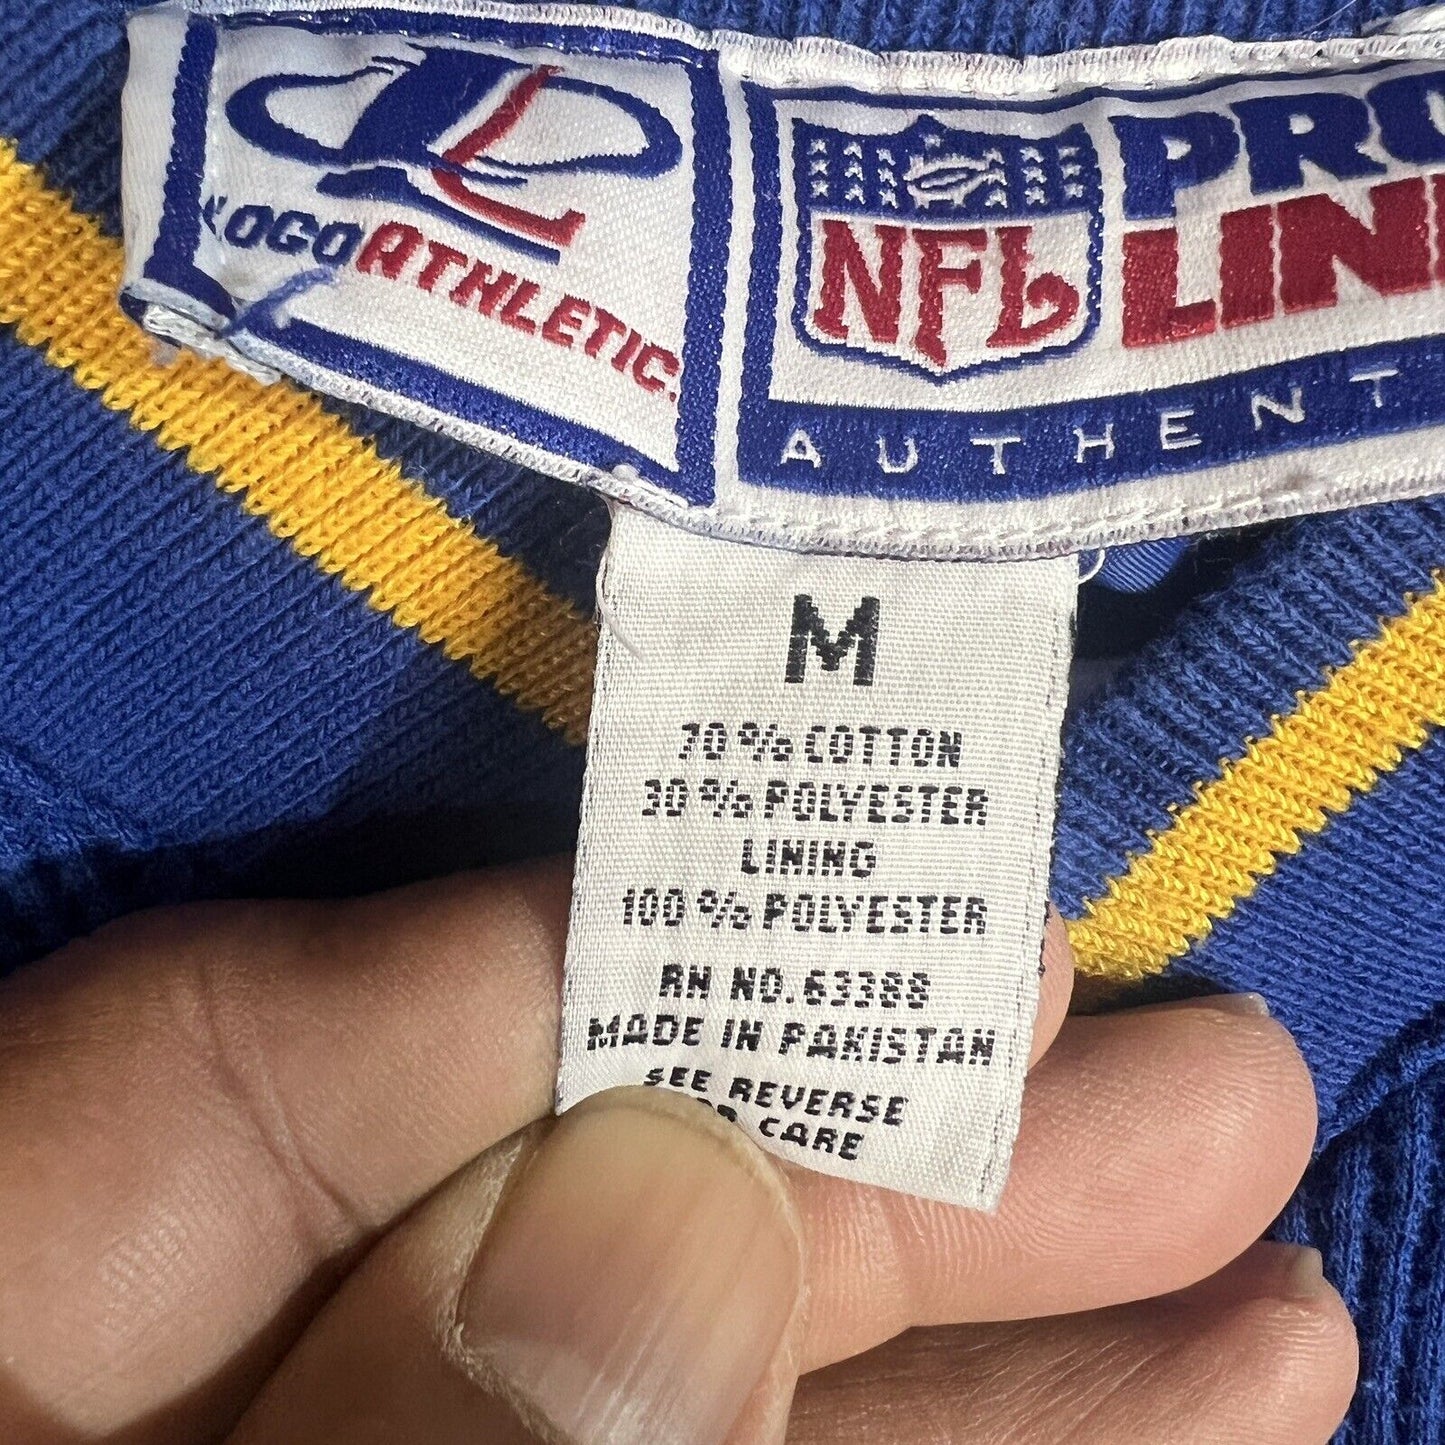 LOGO ATHLETIC.
NFL
PRO
LIN
AUTHENT
M
70% COTTON
30% POLYESTER
LINING
100% POLYESTER
RN NO. 63388
MADE IN PAKISTAN
SEE REVERSE
CARE